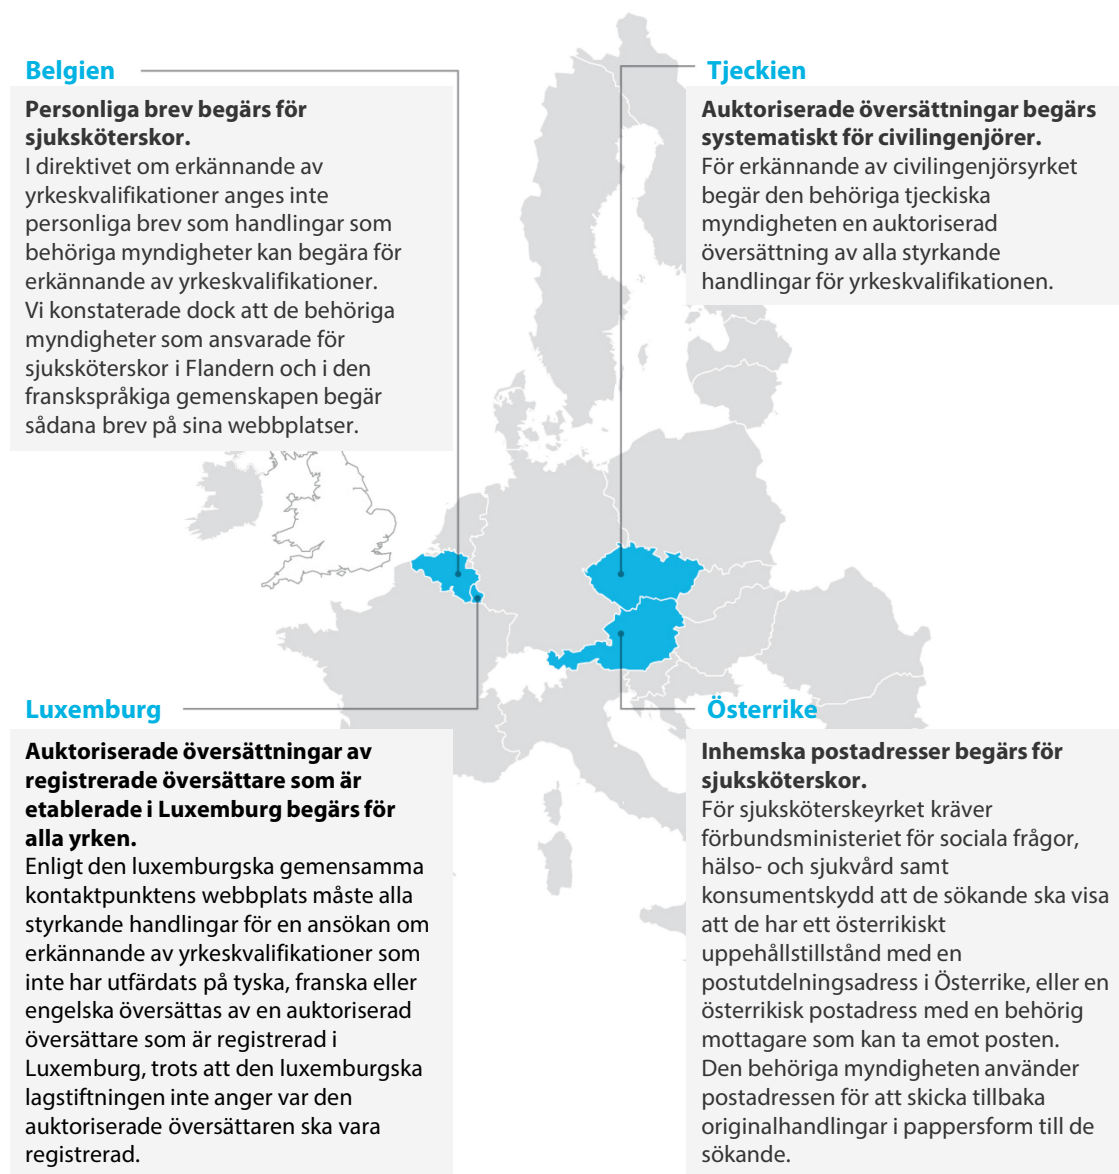 Belgien
Personliga brev begärs för
sjuksköterskor.
I direktivet om erkännande av
yrkeskvalifikationer anges inte
personliga brev som handlingar som
behöriga myndigheter kan begära för
erkännande av yrkeskvalifikationer.
Vi konstaterade dock att de behöriga
myndigheter som ansvarade för
sjuksköterskor i Flandern och i den
franskspråkiga gemenskapen begär
sådana brev på sina webbplatser.
Tjeckien
Auktoriserade översättningar begärs
systematiskt för civilingenjörer.
För erkännande av civilingenjörsyrket
begär den behöriga tjeckiska
myndigheten en auktoriserad
översättning av alla styrkande
handlingar för yrkeskvalifikationen.
Luxemburg
Auktoriserade översättningar av
registrerade översättare som är
etablerade i Luxemburg begärs för
alla yrken.
Enligt den luxemburgska gemensamma
kontaktpunktens webbplats måste alla
styrkande handlingar för en ansökan om
erkännande av yrkeskvalifikationer som
inte har utfärdats på tyska, franska eller
engelska översättas av en auktoriserad
översättare som är registrerad i
Luxemburg, trots att den luxemburgska
lagstiftningen inte anger var den
auktoriserade översättaren ska vara
registrerad.
Österrike
Inhemska postadresser begärs för
sjuksköterskor.
För sjuksköterskeyrket kräver
förbundsministeriet för sociala frågor,
hälso- och sjukvård samt
konsumentskydd att de sökande ska visa
att de har ett österrikiskt
uppehållstillstånd med en
postutdelningsadress i Österrike, eller en
österrikisk postadress med en behörig
mottagare som kan ta emot posten.
Den behöriga myndigheten använder
postadressen för att skicka tillbaka
originalhandlingar i pappersform till de
sökande.